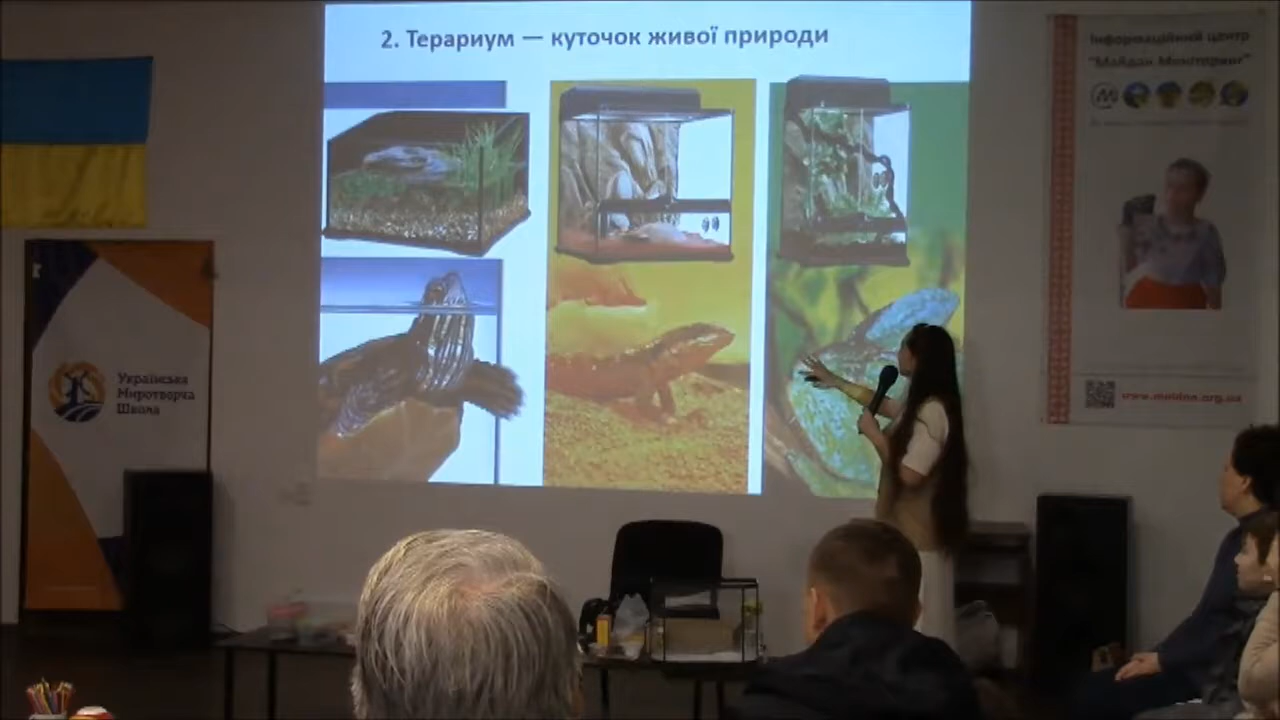 2. Терариум — куточок живої природи
Інформаційний центр
"Майдан Моніторинг"
Українська
Миротворча
Школа
www.maidan.org.ua